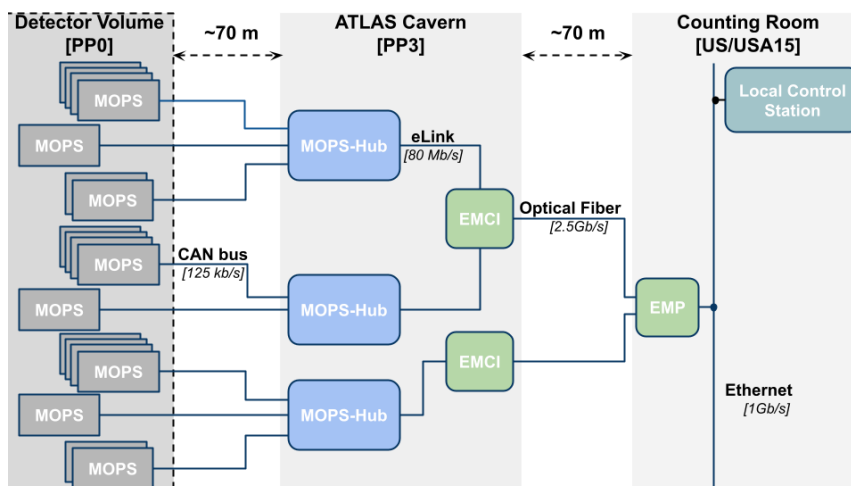 Detector Volume
[PP0]
~70 m
ATLAS Cavern
[PP3]
~70 m
Counting Room
[US/USA15]
MOPS
MOPS
MOPS
MOPS
MOPS
MOPS
MOPS
MOPS
CAN bus
[125 kb/s]
MOPS-Hub
MOPS-Hub
MOPS-Hub
eLink
[80 Mb/s]
EMCI
EMCI
Optical Fiber
[2.5Gb/s]
EMP
Local Control
Station
Ethernet
[1Gb/s]